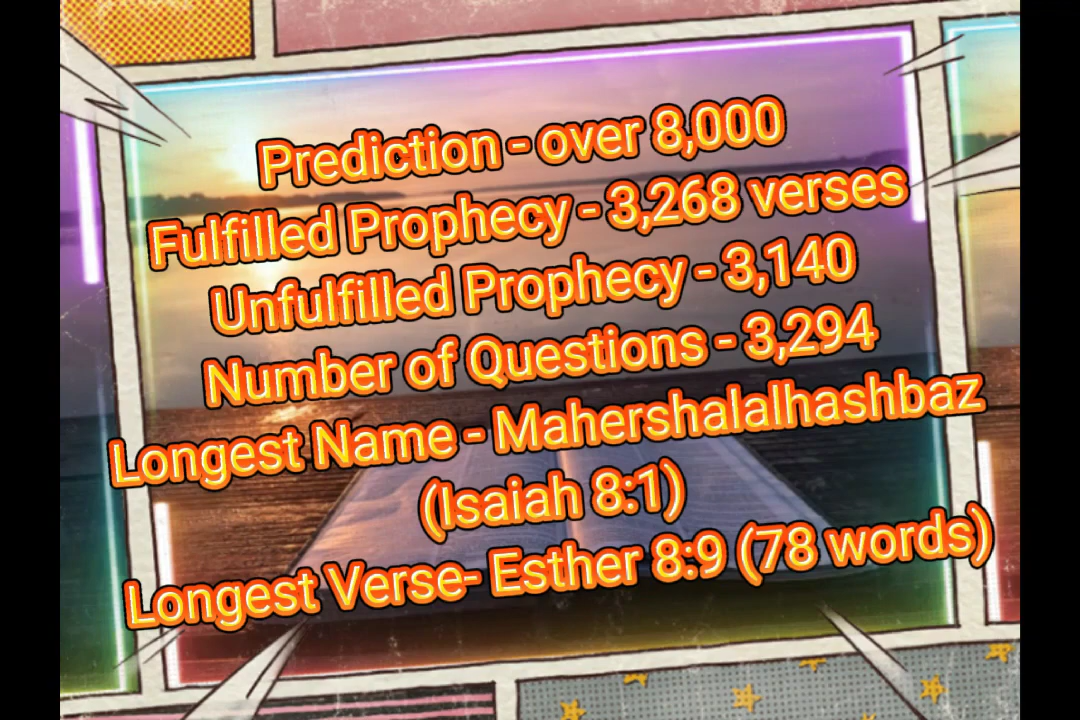 Prediction - over 8,000
Fulfilled Prophecy - 3,268 verses
Unfulfilled Prophecy - 3,140
Number of Questions - 3,294
Longest Name - Mahershalalhashbaz
(Isaiah 8:1)
Longest Verse- Esther 8:9 (78 words)